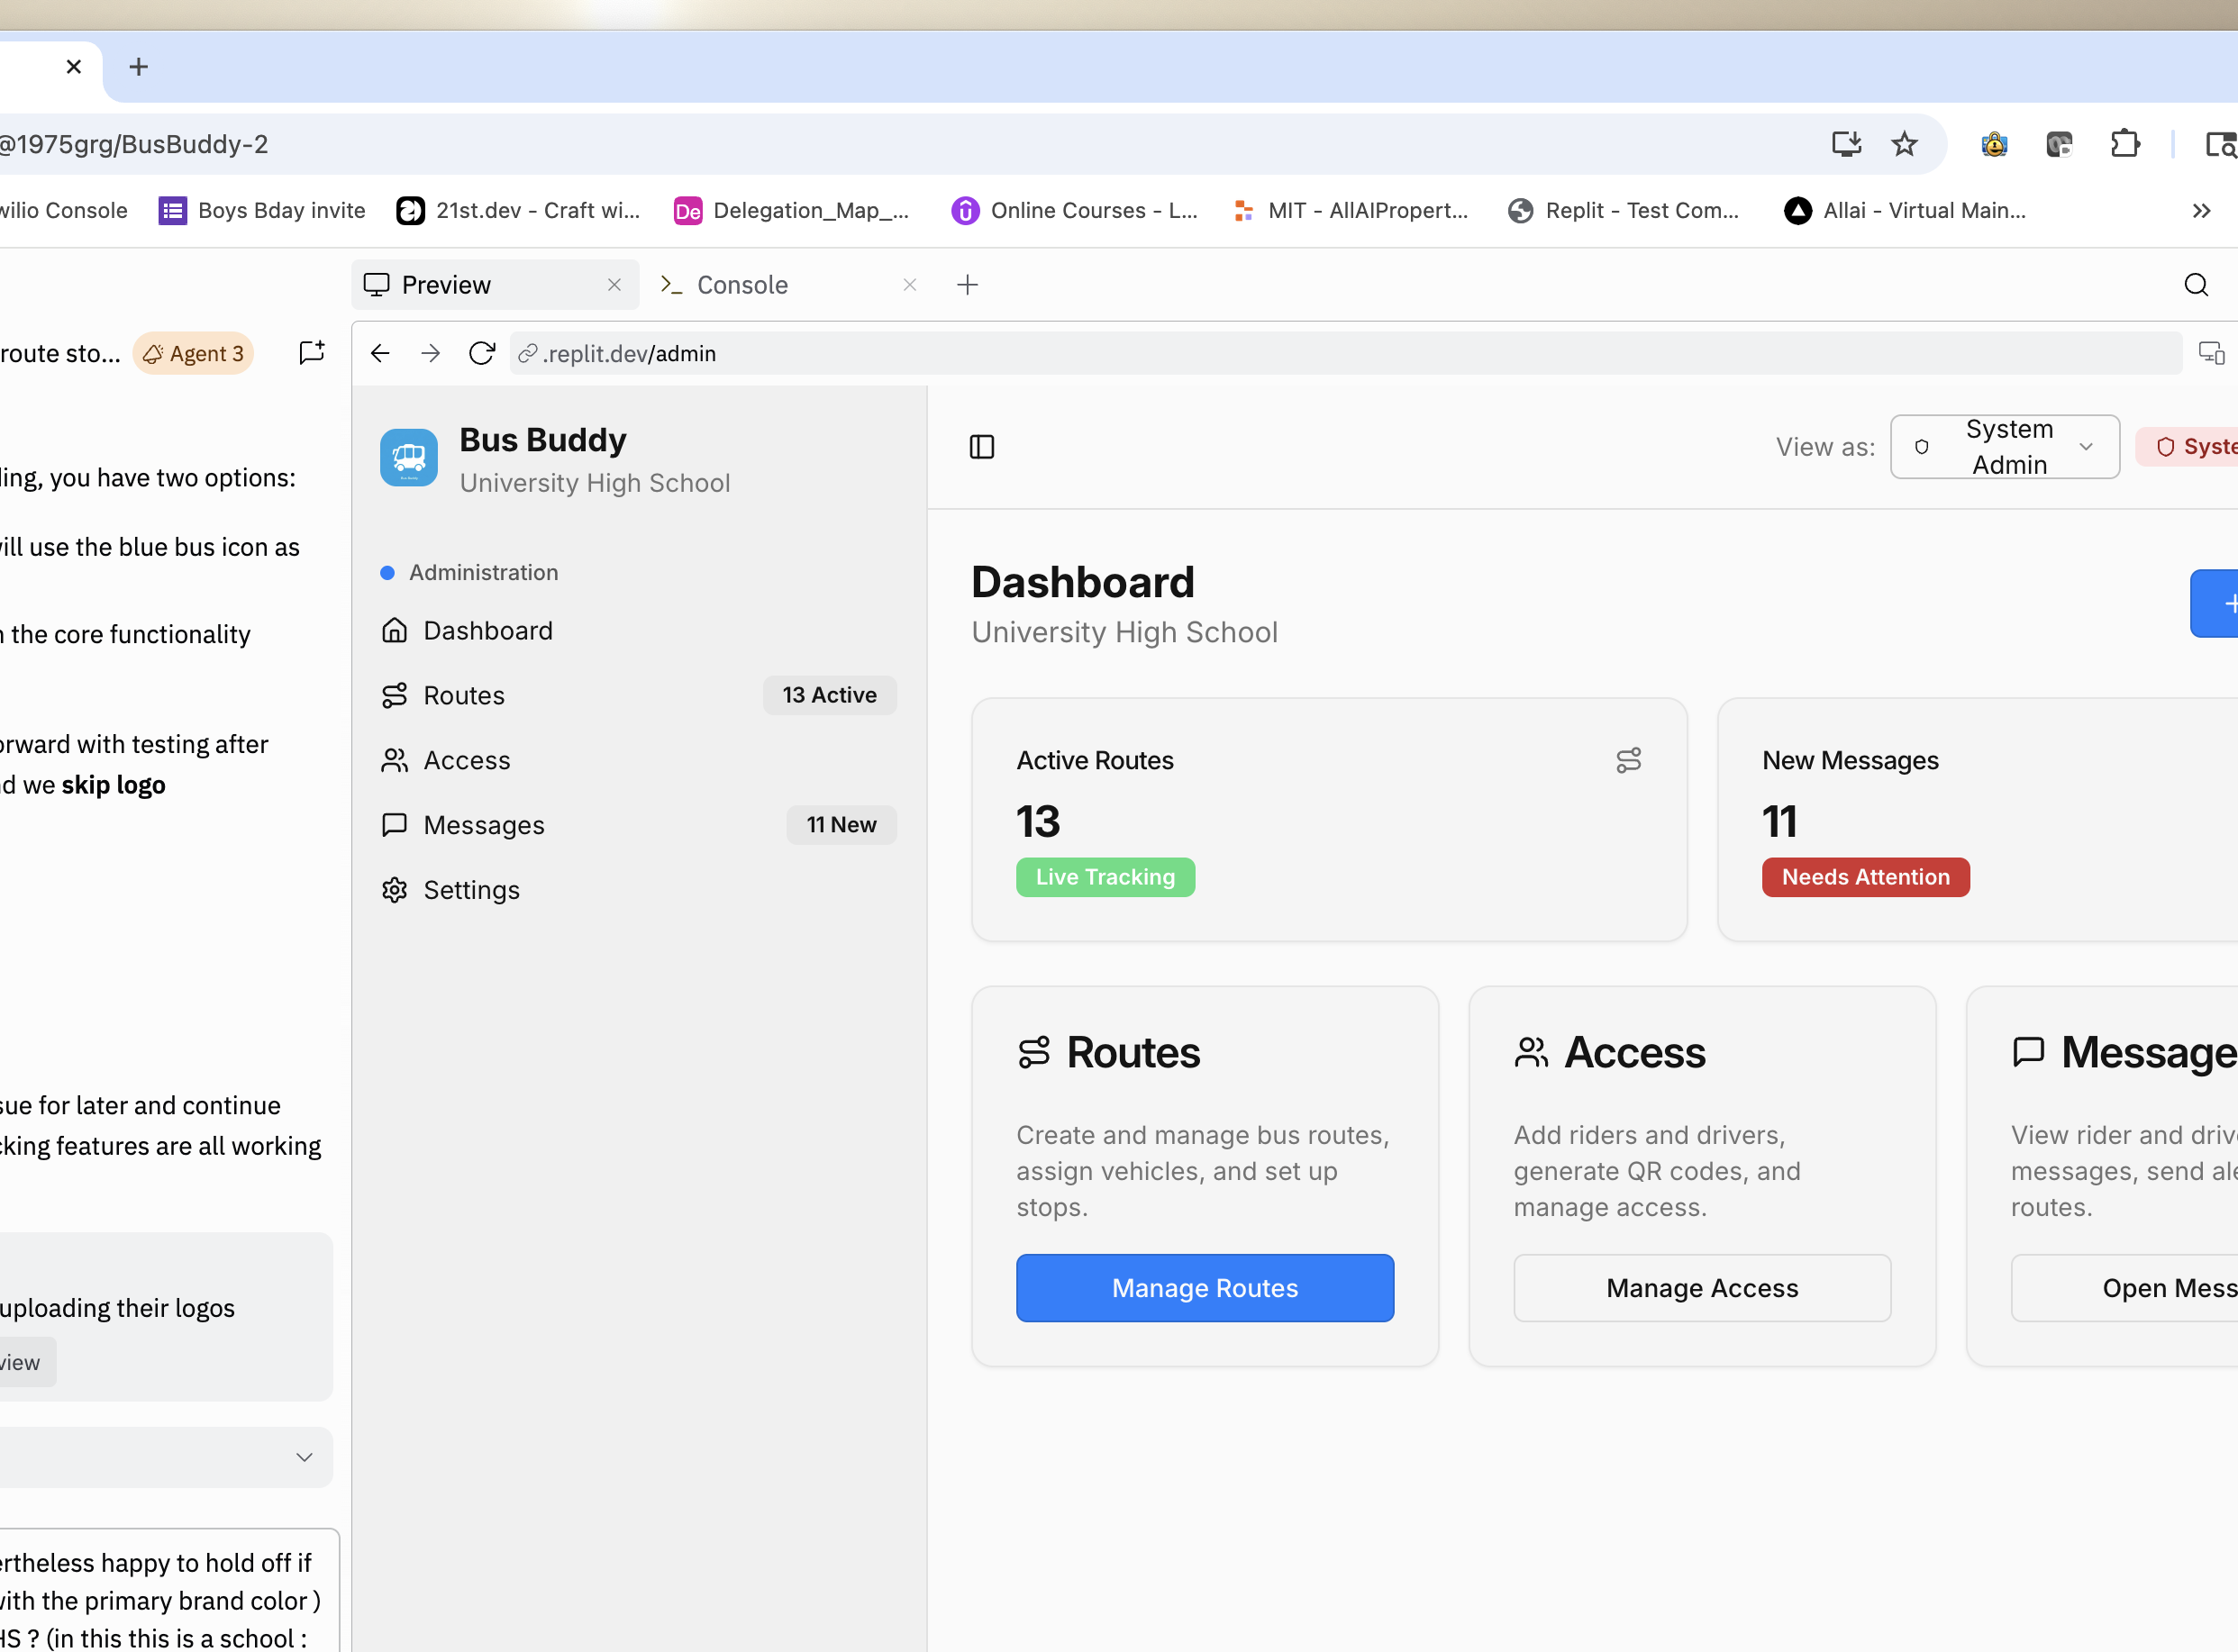 @1975grg/BusBuddy-2
wilio Console
Boys Bday invite
21st.dev - Craft wi...
De
Delegation_Map_...
Online Courses - L...
MIT - AllAIPropert...
Replit - Test Com...
Allai - Virtual Main...
Preview
Console
route sto...
Agent 3
.replit.dev/admin
ding, you have two options:
will use the blue bus icon as
n the core functionality
orward with testing after
nd we skip logo
sue for later and continue
cking features are all working
uploading their logos
view
ertheless happy to hold off if
with the primary brand color )
HS ? (in this this is a school :
Bus Buddy
University High School
Administration
Dashboard
Routes
13 Active
Access
Messages
11 New
Settings
View as:
System
Admin
Syste
Dashboard
University High School
Active Routes
13
Live Tracking
New Messages
11
Needs Attention
Routes
Create and manage bus routes,
assign vehicles, and set up
stops.
Manage Routes
Access
Add riders and drivers,
generate QR codes, and
manage access.
Manage Access
Message
View rider and driv
messages, send ale
routes.
Open Mess